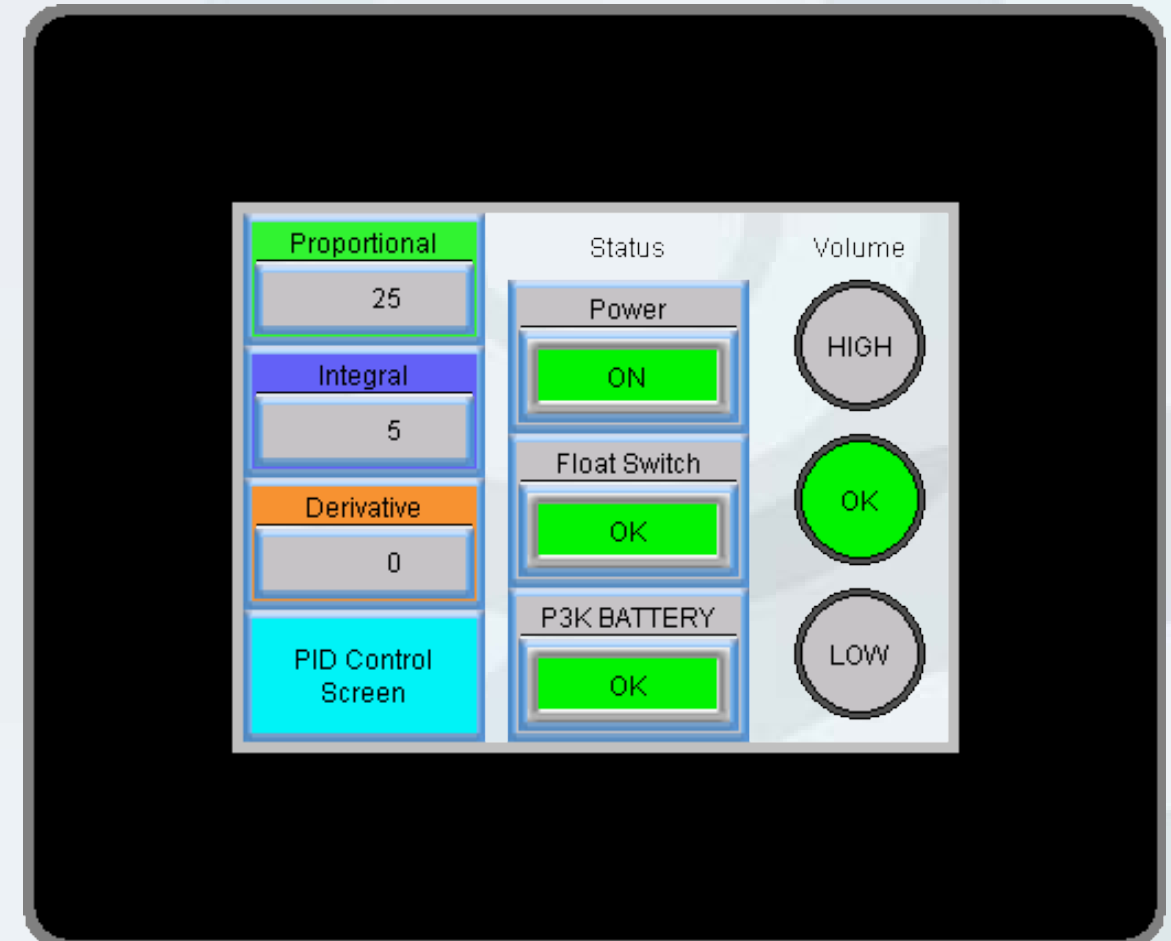 Proportional
25
Integral
5
Derivative
0
PID Control
Screen
Status
Power
ON
Float Switch
OK
P3K BATTERY
OK
Volume
HIGH
OK
LOW